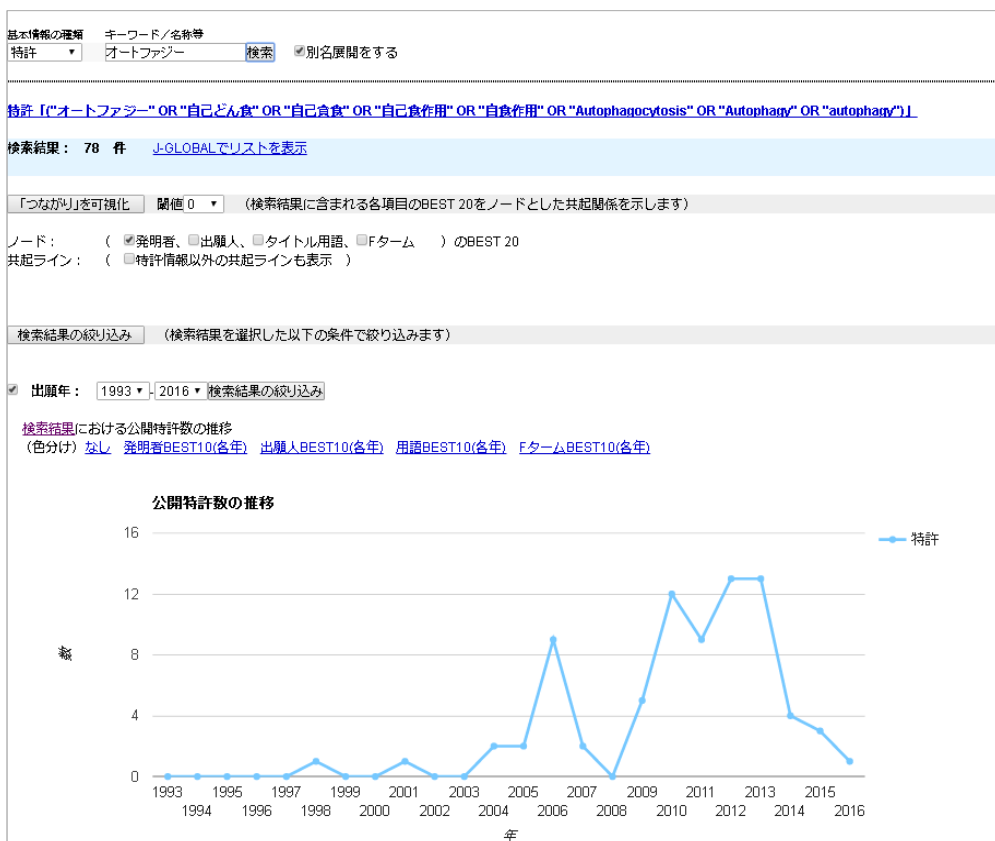 基本情報の種類 キーワード／名称等
特許 オートファジー 検索 別名展開をする
特許「("オートファジー" OR "自己どん食" OR "自己貪食" OR "自己食作用" OR "自食作用" OR "Autophagocytosis" OR "Autophagy" OR "autophagy")」
検索結果： 78 件 J-GLOBALでリストを表示
「つながり」を可視化 閾値 0 （検索結果に含まれる各項目のBEST 20をノードとした共起関係を示します）
ノード： （ 発明者、出願人、タイトル用語、Fターム ）のBEST 20
共起ライン： （ 特許情報以外の共起ラインも表示 ）
検索結果の絞り込み （検索結果を選択した以下の条件で絞り込みます）
出願年： 1993 - 2016 検索結果の絞り込み
検索結果における公開特許数の推移
（色分け）なし 発明者BEST10(各年) 出願人BEST10(各年) 用語BEST10(各年) FタームBEST10(各年)
公開特許数の推移
16
特許
12
数
8
4
0
1993 1995 1997 1999 2001 2003 2005 2007 2009 2011 2013 2015
1994 1996 1998 2000 2002 2004 2006 2008 2010 2012 2014 2016
年